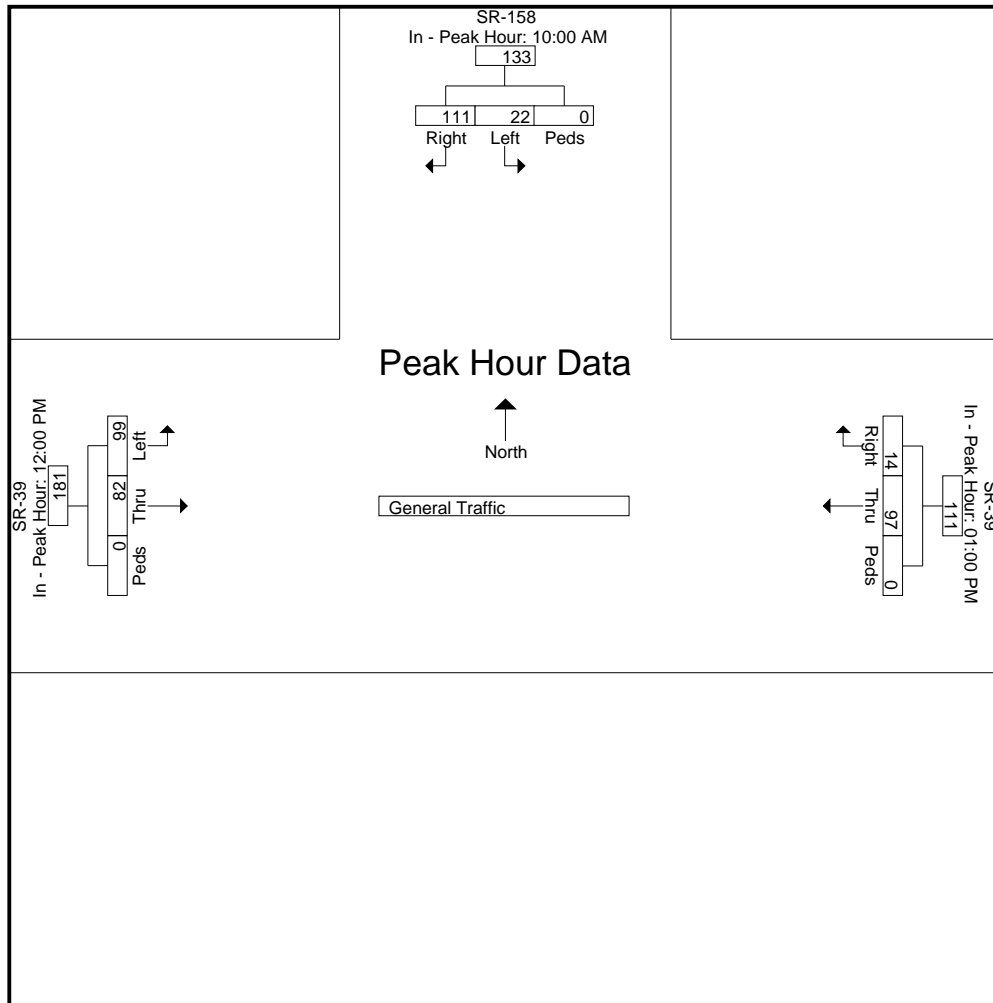 SR-158
In - Peak Hour: 10:00 AM
133
111 22 0
Right Left Peds
Peak Hour Data
North
General Traffic
SR-39
In - Peak Hour: 12:00 PM
181
99 82 0
Left Thru Peds
SR-39
In - Peak Hour: 01:00 PM
111
14 97 0
Right Thru Peds